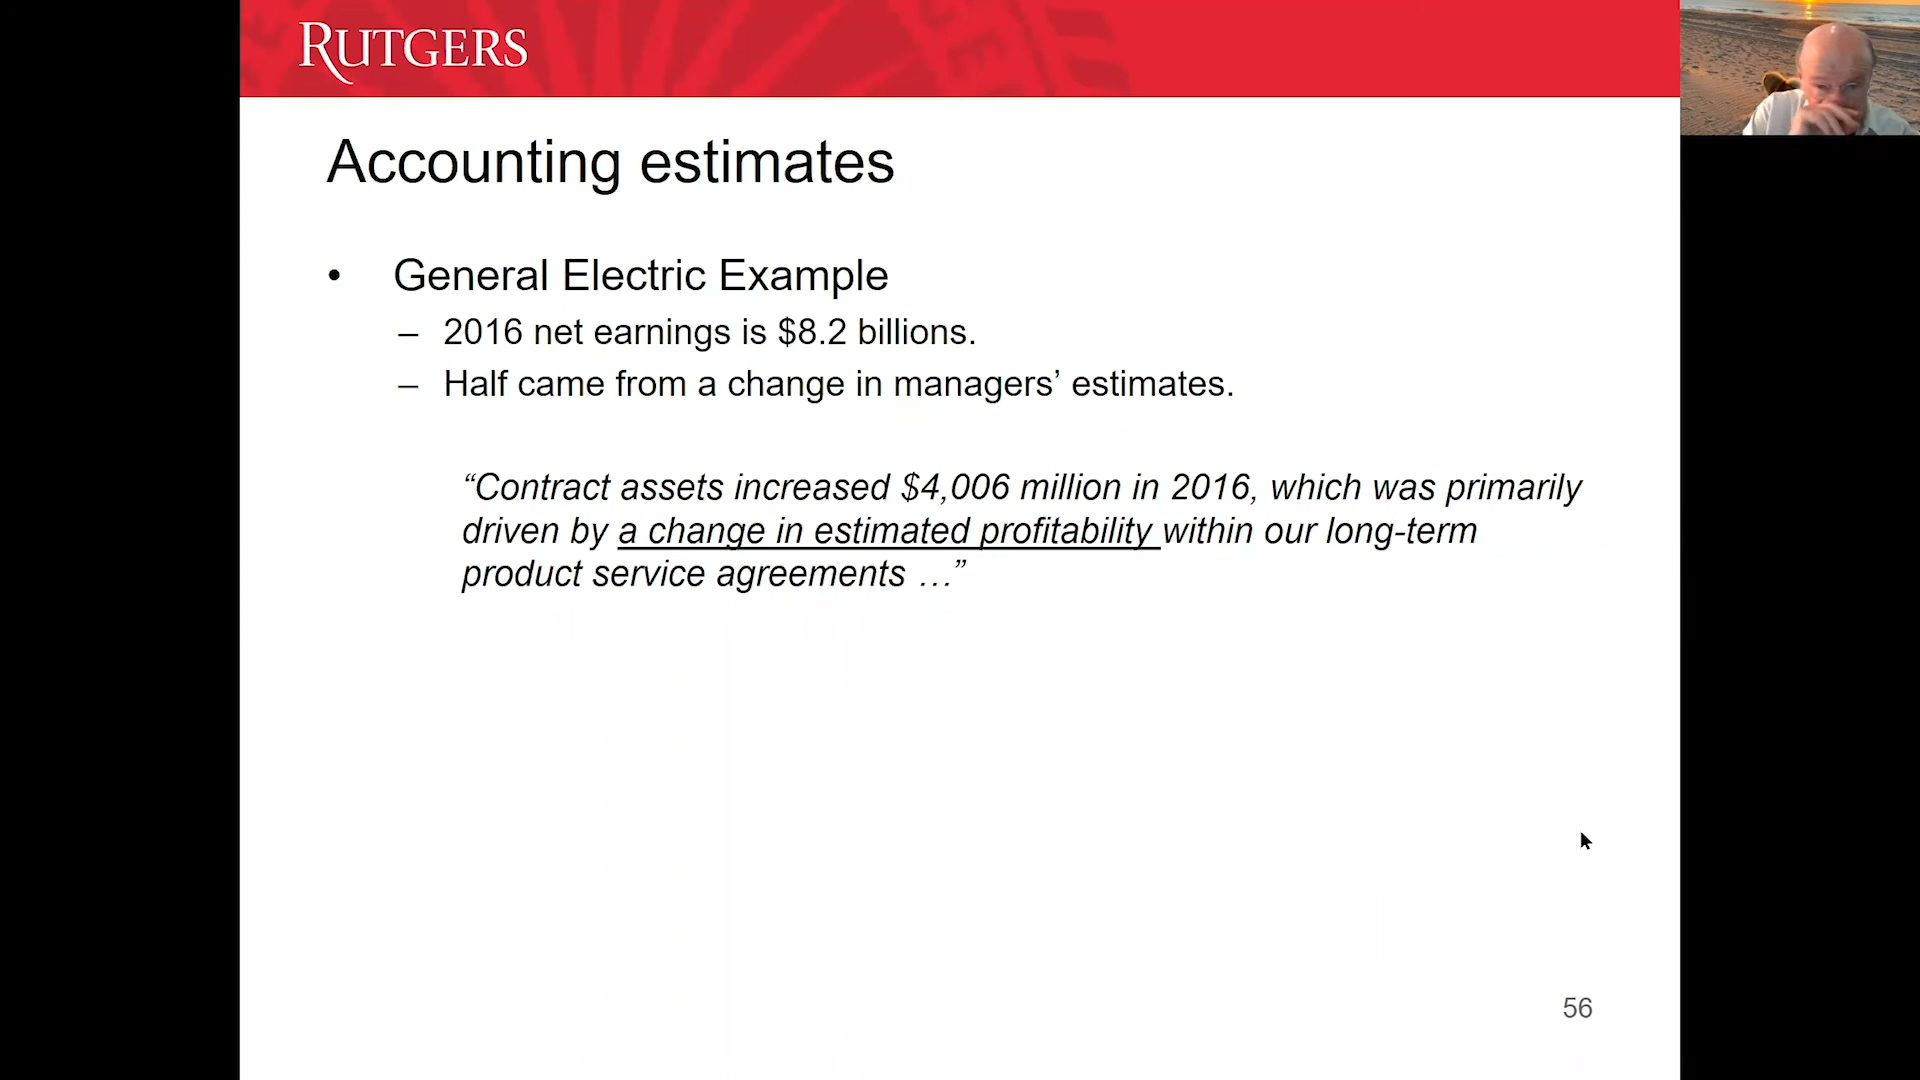 RUTGERS
Accounting estimates
• General Electric Example
– 2016 net earnings is $8.2 billions.
– Half came from a change in managers’ estimates.
“Contract assets increased $4,006 million in 2016, which was primarily
driven by a change in estimated profitability within our long-term
product service agreements …”
56